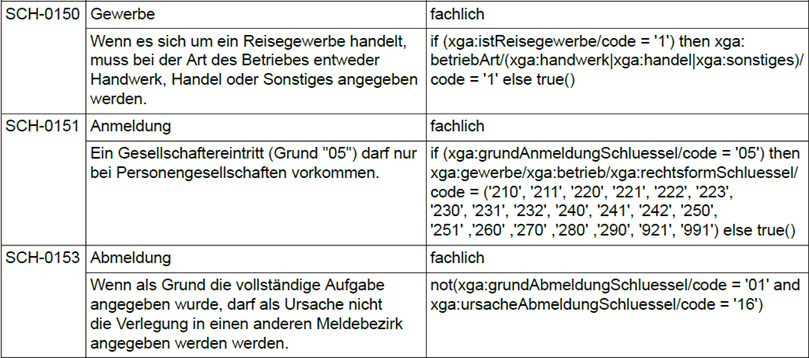 SCH-0150 Gewerbe fachlich
Wenn es sich um ein Reisegewerbe handelt,
muss bei der Art des Betriebes entweder
Handwerk, Handel oder Sonstiges angegeben
werden.
if (xga:istReisegewerbe/code = '1') then xga:
betriebArt/(xga:handwerk|xga:handel|xga:sonstiges)/
code = '1' else true()
SCH-0151 Anmeldung fachlich
Ein Gesellschaftereintritt (Grund "05") darf nur
bei Personengesellschaften vorkommen.
if (xga:grundAnmeldungSchluessel/code = '05') then
xga:gewerbe/xga:betrieb/xga:rechtsformSchluessel/
code = ('210', '211', '220', '221', '222', '223',
'230', '231', '232', '240', '241', '242', '250',
'251' ,'260' ,'270' ,'280' ,'290', '921', '991') else true()
SCH-0153 Abmeldung fachlich
Wenn als Grund die vollständige Aufgabe
angegeben wurde, darf als Ursache nicht
die Verlegung in einen anderen Meldebezirk
angegeben werden werden.
not(xga:grundAbmeldungSchluessel/code = '01' and
xga:ursacheAbmeldungSchluessel/code = '16')